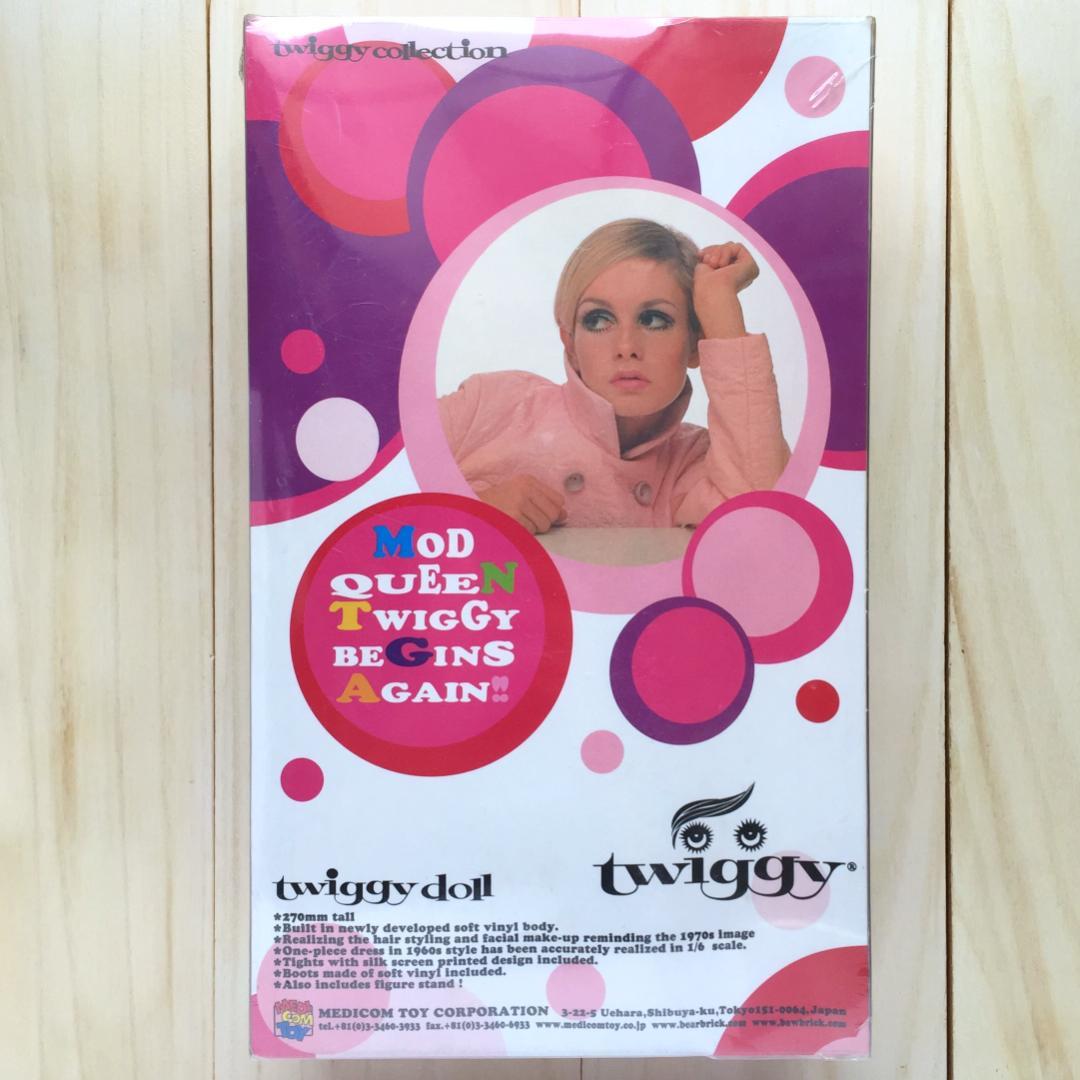 twiggy collection
MoD
QUEEN
TWIGGY
BEGINS
AGAIN!!
twiggy®
twiggy doll
*270mm tall
*Built in newly developed soft vinyl body.
*Realizing the hair styling and facial make-up reminding the 1970s image
*One-piece dress in 1960s style has been accurately realized in 1/6 scale.
*Tights with silk screen printed design included.
*Boots made of soft vinyl included.
*Also includes figure stand !
MEDI
COM
TOY
MEDICOM TOY CORPORATION 3-22-5 Uehara,Shibuya-ku,Tokyo151-0064,Japan
tel.+81(0)3-3460-3933 fax.+81(0)3-3460-6933 www.medicomtoy.co.jp www.bearbrick.com www.bawbrick.com